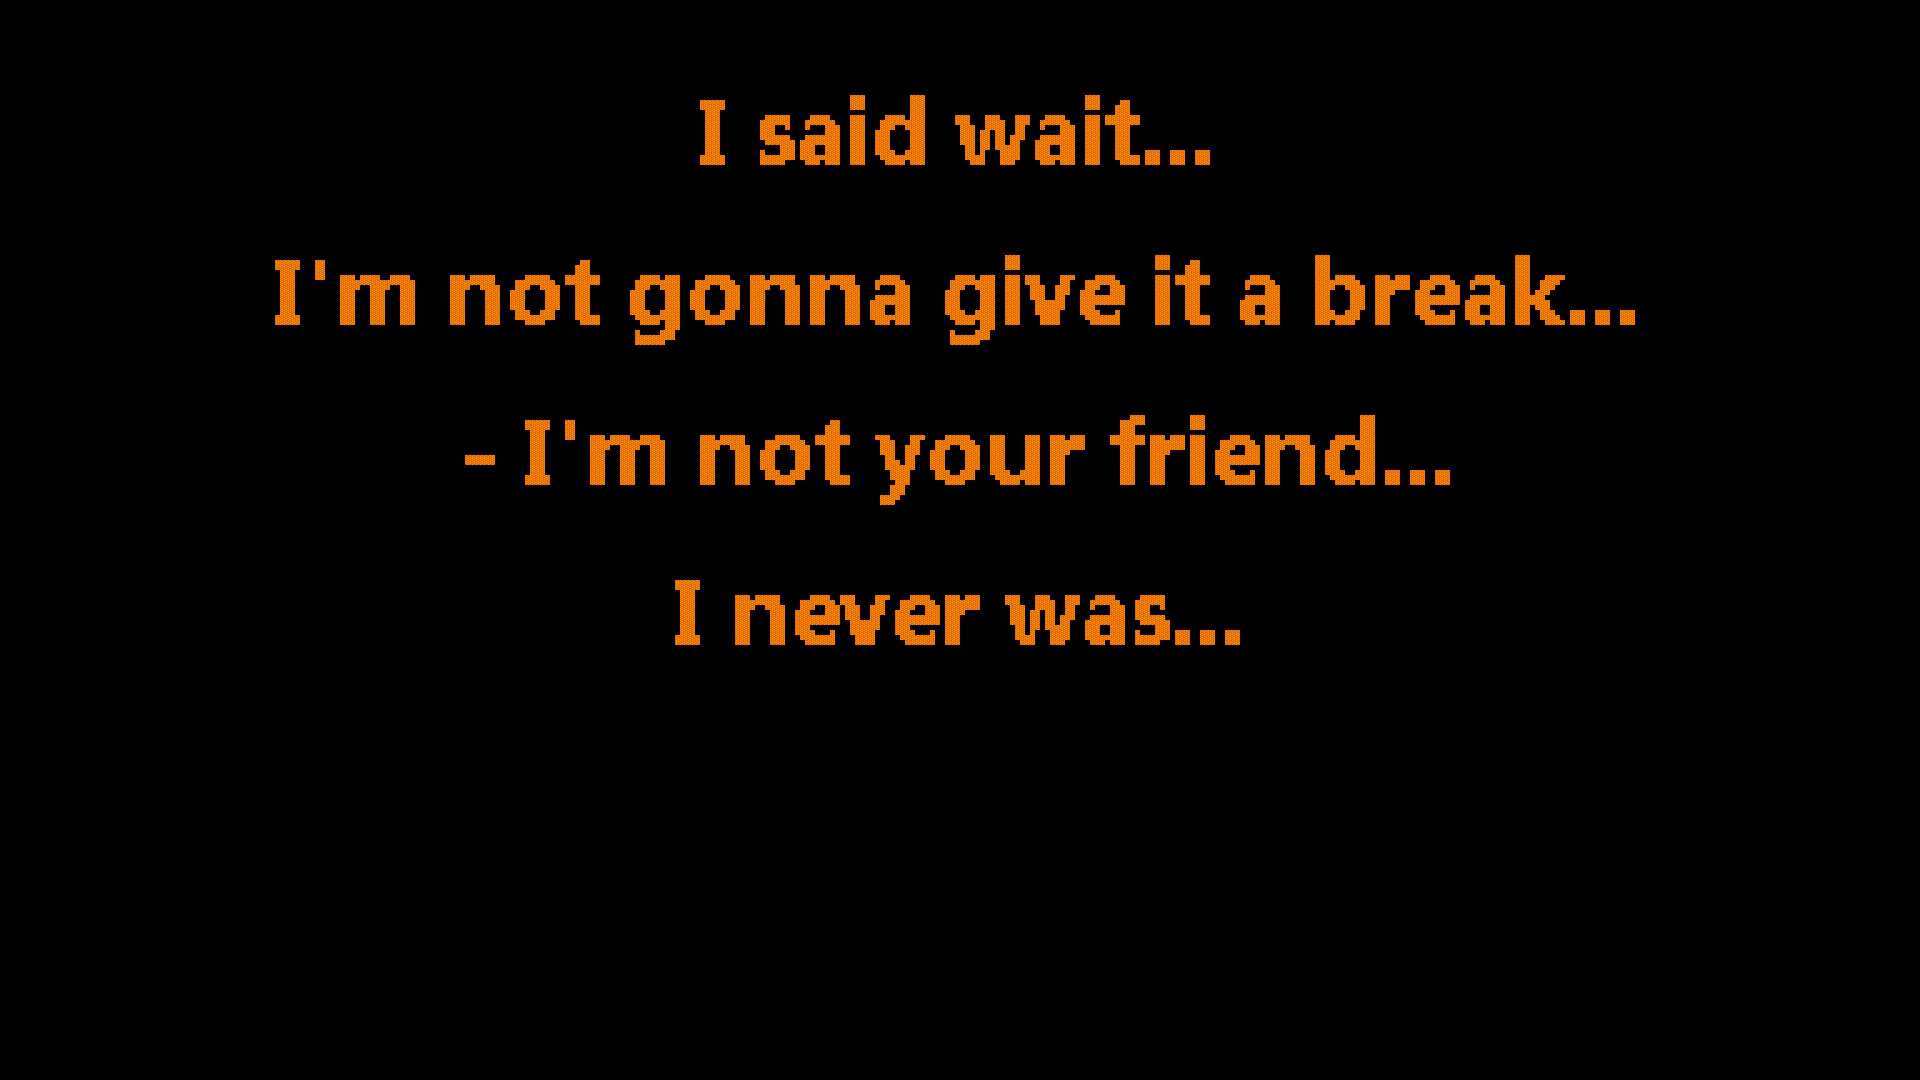 I said wait...
I'm not gonna give it a break...
- I'm not your friend...
I never was...